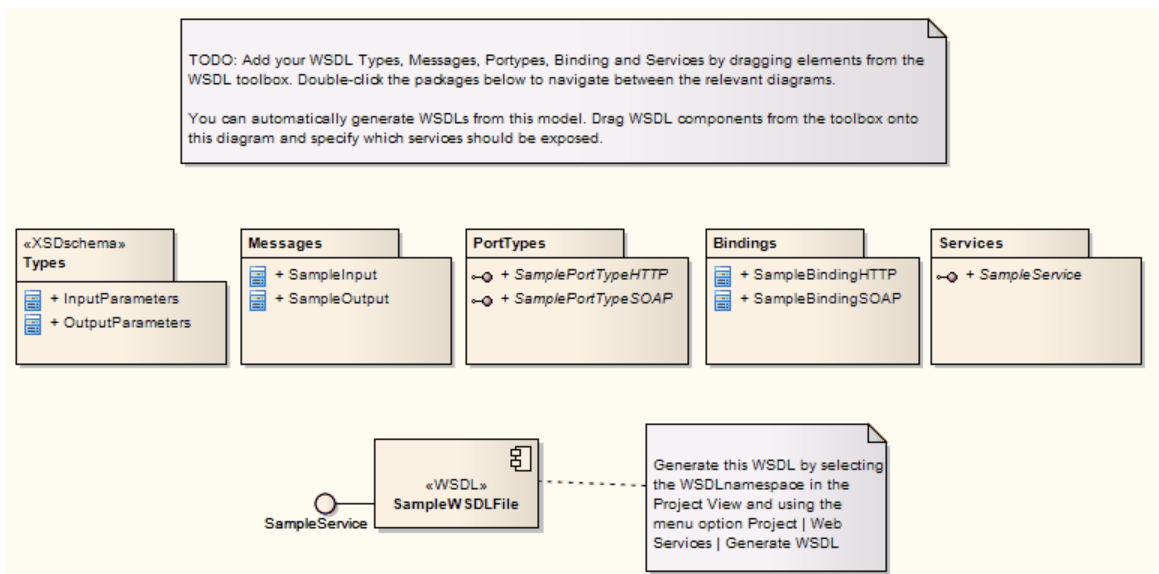 TODO: Add your WSDL Types, Messages, Portypes, Binding and Services by dragging elements from the
WSDL toolbox. Double-click the packages below to navigate between the relevant diagrams.
You can automatically generate WSDLs from this model. Drag WSDL components from the toolbox onto
this diagram and specify which services should be exposed.
«XSDschema»
Types
+ InputParameters
+ OutputParameters
Messages
+ SampleInput
+ SampleOutput
PortTypes
+ SamplePortTypeHTTP
+ SamplePortTypeSOAP
Bindings
+ SampleBindingHTTP
+ SampleBindingSOAP
Services
+ SampleService
SampleService
«WSDL»
SampleWSDLFile
Generate this WSDL by selecting
the WSDLnamespace in the
Project View and using the
menu option Project | Web
Services | Generate WSDL